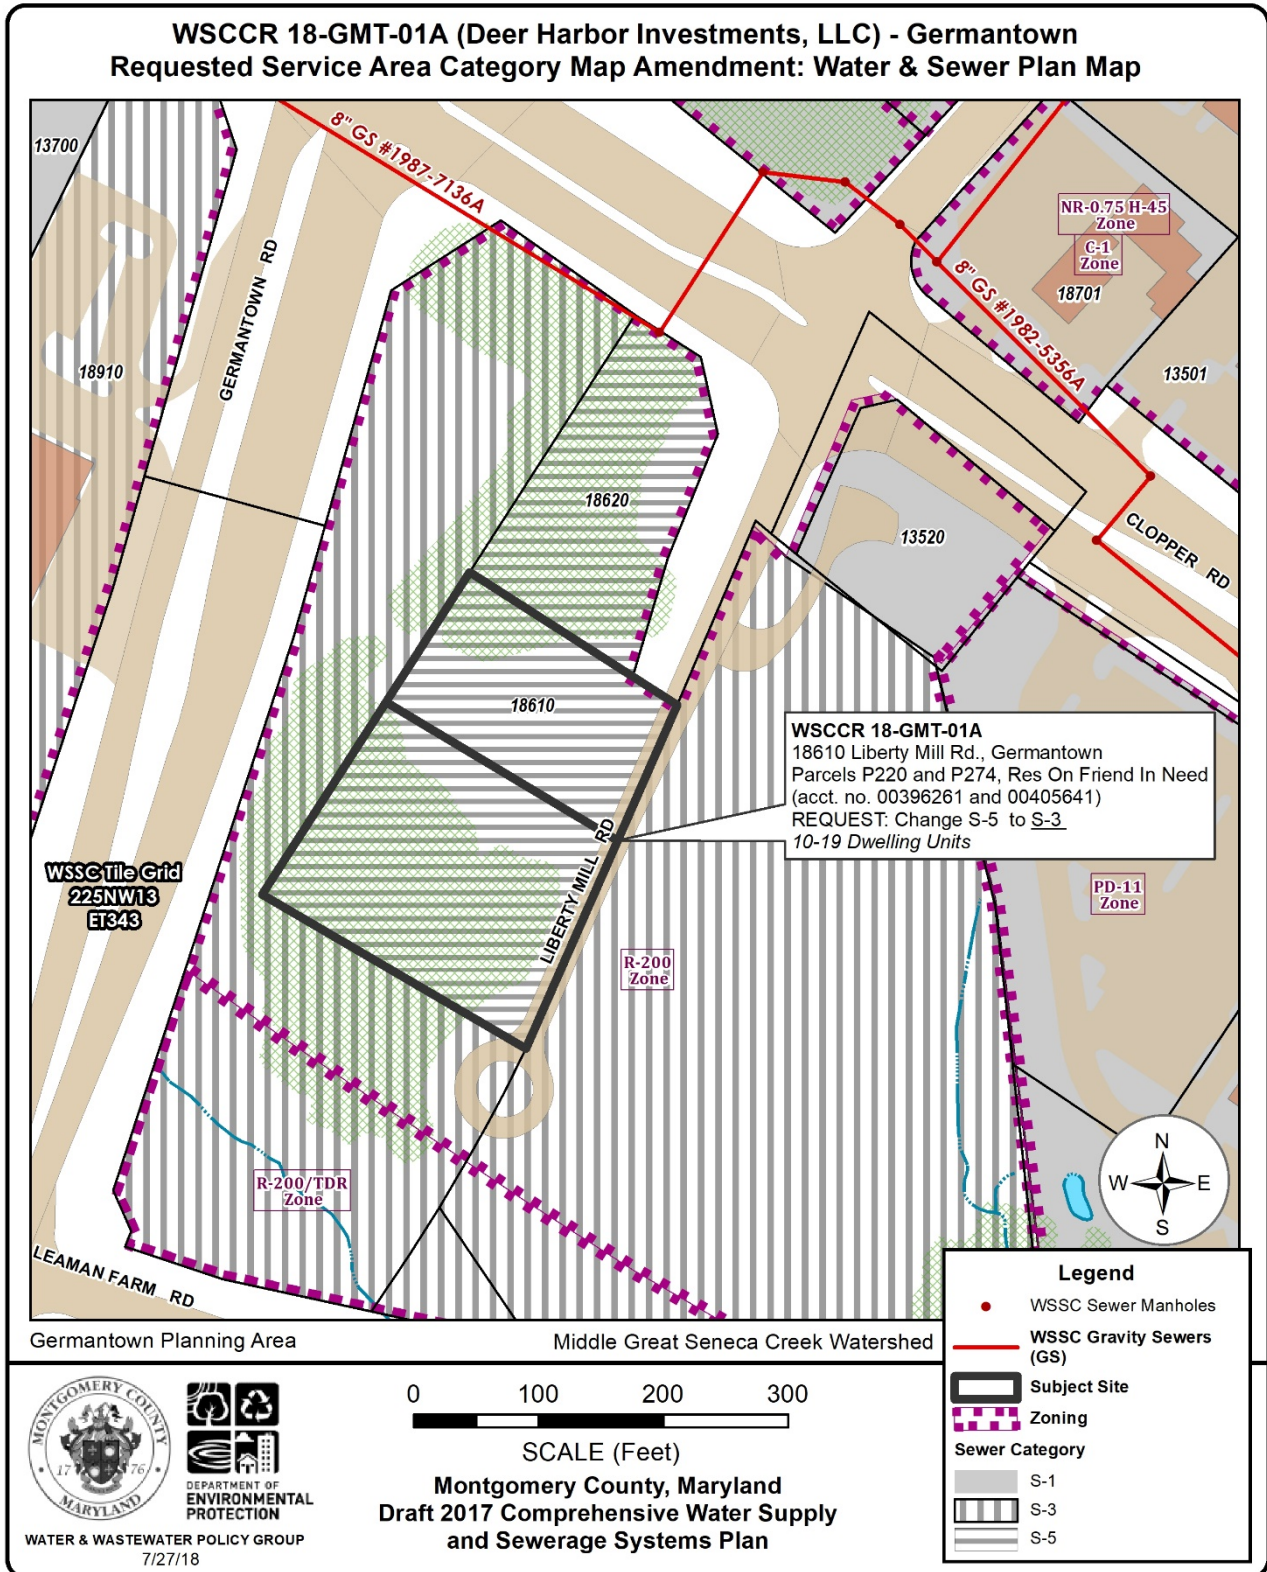 WSCCR 18-GMT-01A (Deer Harbor Investments, LLC) - Germantown
Requested Service Area Category Map Amendment: Water & Sewer Plan Map
13700
8" GS #1987-7136A
GERMANTOWN RD
18910
NR-0.75 H-45
Zone
C-1
Zone
18701
8" GS #1982-5356A
13501
18620
13520
CLOPPER RD
18610
WSCCR 18-GMT-01A
18610 Liberty Mill Rd., Germantown
Parcels P220 and P274, Res On Friend In Need
(acct. no. 00396261 and 00405641)
REQUEST: Change S-5 to S-3
10-19 Dwelling Units
LIBERTY MILL RD
WSSC Tile Grid
225NW13
ET343
PD-11
Zone
R-200
Zone
R-200/TDR
Zone
LEAMAN FARM RD
N
W
E
S
Germantown Planning Area
Middle Great Seneca Creek Watershed
Legend
WSSC Sewer Manholes
WSSC Gravity Sewers
(GS)
Subject Site
Zoning
Sewer Category
S-1
S-3
S-5
MONTGOMERY COUNTY
17 76
MARYLAND
DEPARTMENT OF
ENVIRONMENTAL
PROTECTION
WATER & WASTEWATER POLICY GROUP
7/27/18
0 100 200 300
SCALE (Feet)
Montgomery County, Maryland
Draft 2017 Comprehensive Water Supply
and Sewerage Systems Plan